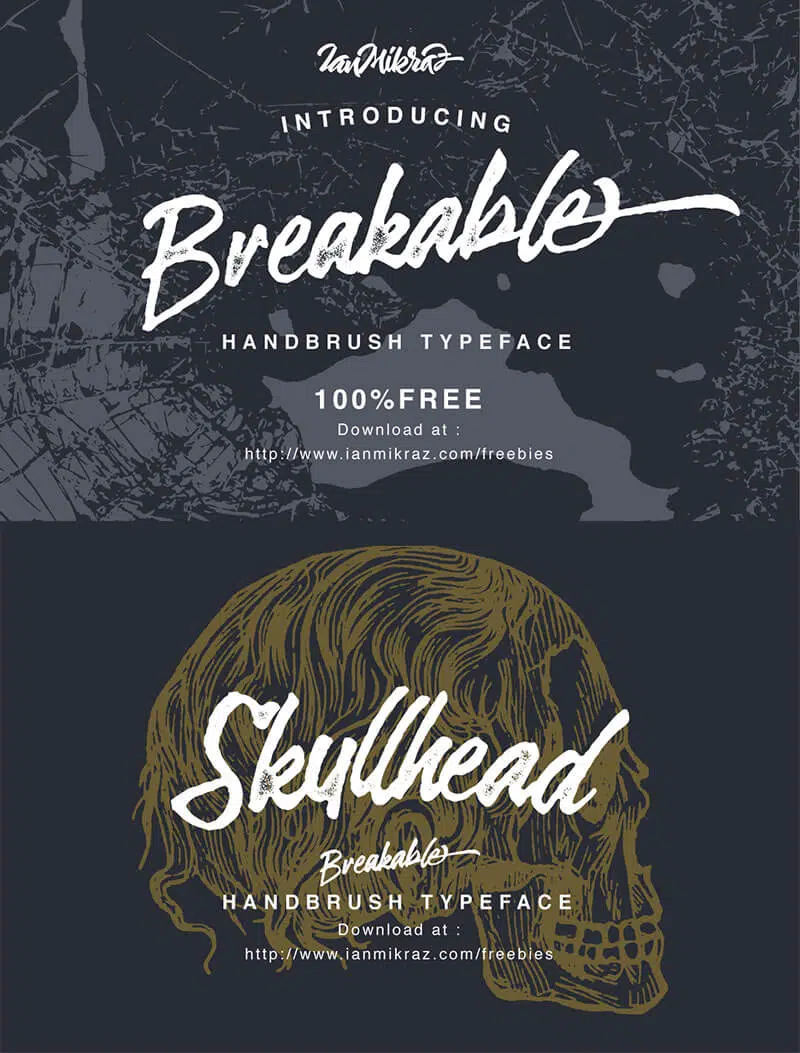 IanMikraz
INTRODUCING
Breakable
HANDBRUSH TYPEFACE
100%FREE
Download at :
http://www.ianmikraz.com/freebies
Skyllhead
Breakable
HANDBRUSH TYPEFACE
Download at :
http://www.ianmikraz.com/freebies